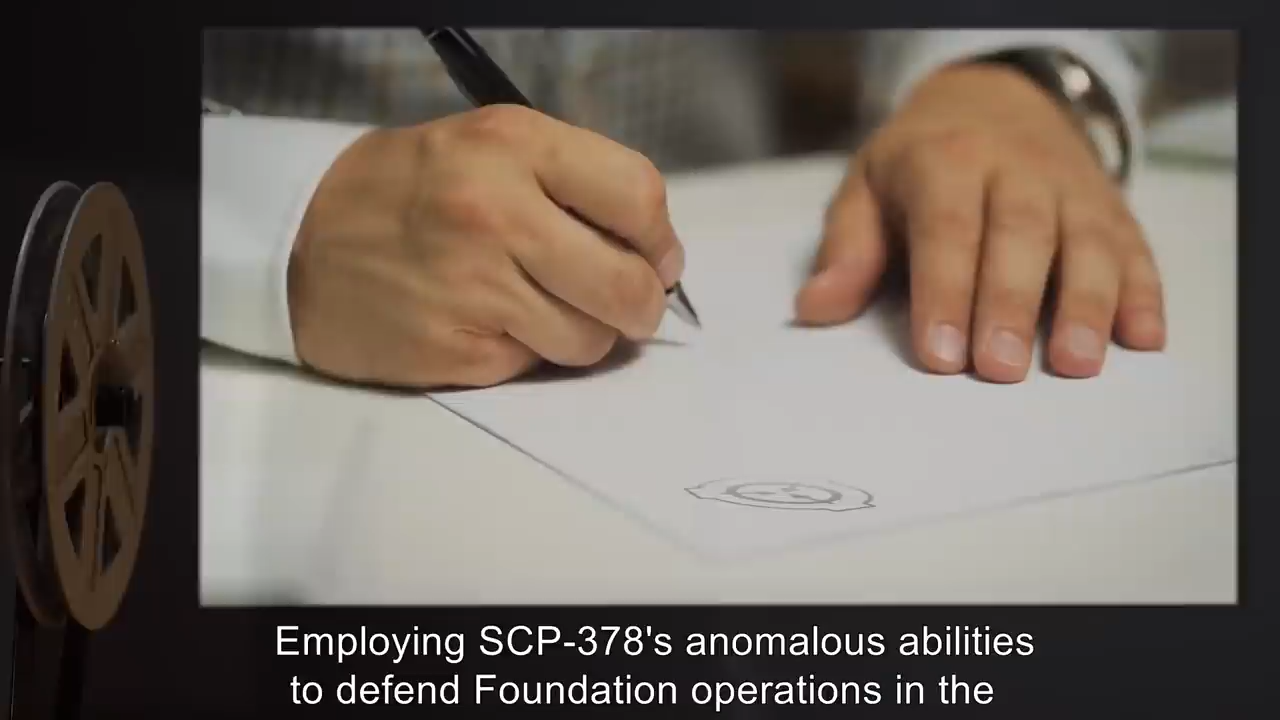 Employing SCP-378's anomalous abilities
to defend Foundation operations in the